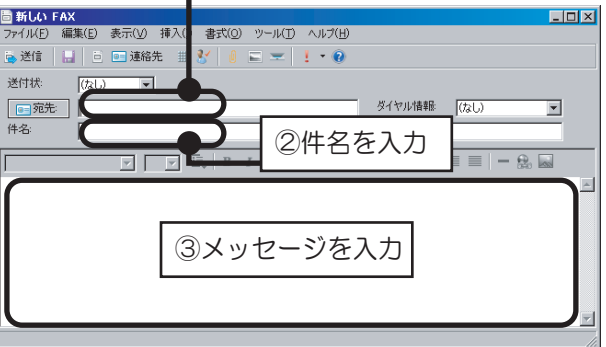 新しい FAX
ファイル(F) 編集(E) 表示(V) 挿入(I) 書式(O) ツール(T) ヘルプ(H)
送信 連絡先
送付状: (なし)
宛先: ダイヤル情報: (なし)
件名:
②件名を入力
③メッセージを入力